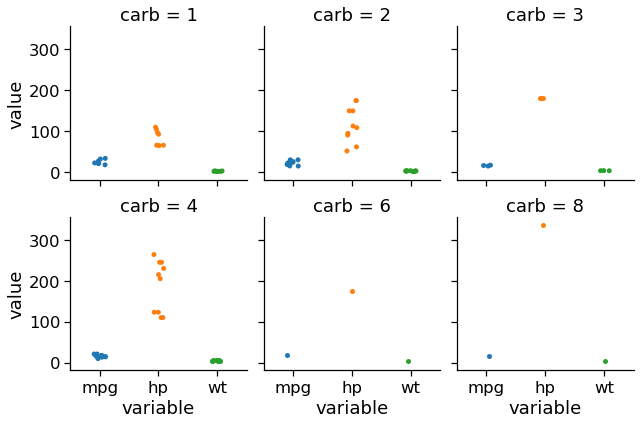 carb = 1
carb = 2
carb = 3
300
200
100
0
value
carb = 4
carb = 6
carb = 8
300
200
100
0
value
mpg hp wt
mpg hp wt
mpg hp wt
variable
variable
variable